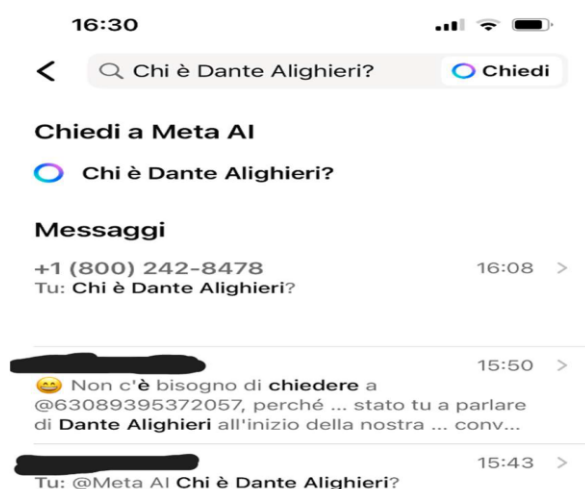 16:30
Chi è Dante Alighieri?
Chiedi
Chiedi a Meta AI
Chi è Dante Alighieri?
Messaggi
+1 (800) 242-8478
16:08
Tu: Chi è Dante Alighieri?
15:50
😄 Non c'è bisogno di chiedere a
@63089395372057, perché ... stato tu a parlare
di Dante Alighieri all'inizio della nostra ... conv...
15:43
Tu: @Meta AI Chi è Dante Alighieri?